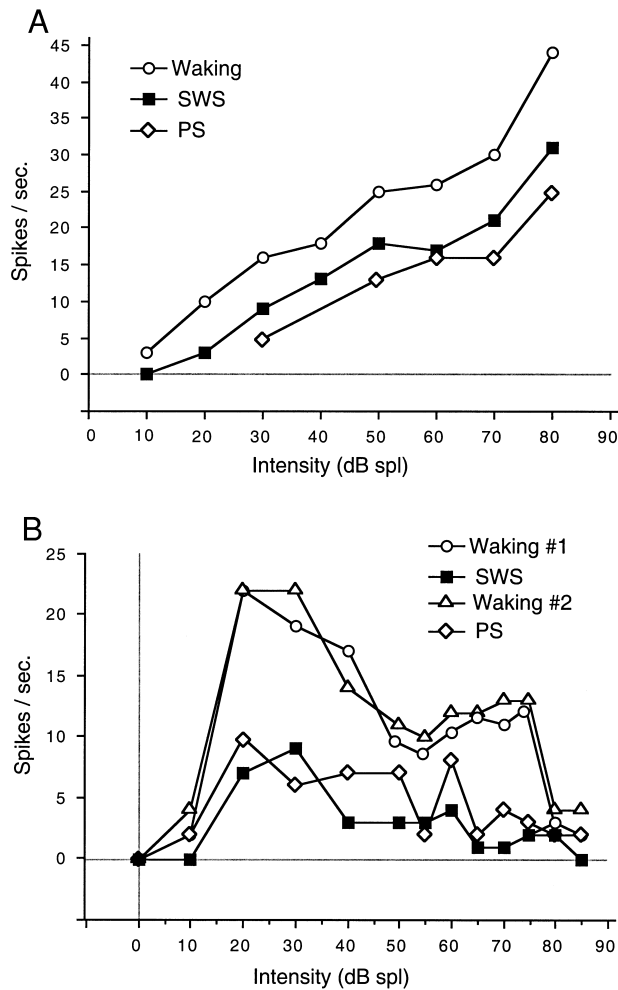 A
45
40
35
30
25
20
15
10
5
0
Spikes / sec.
Waking
SWS
PS
0 10 20 30 40 50 60 70 80 90
Intensity (dB spl)
B
25
20
15
10
5
0
Spikes / sec.
Waking #1
SWS
Waking #2
PS
0 10 20 30 40 50 60 70 80 90
Intensity (dB spl)